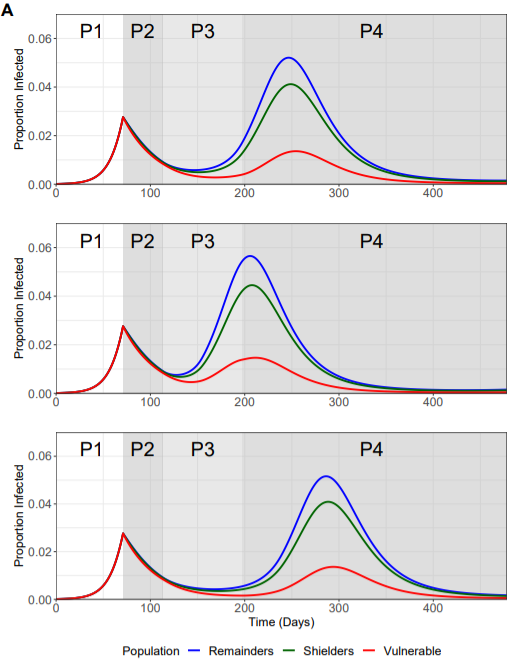 A
P1 P2 P3 P4
Proportion Infected
0.06
0.04
0.02
0.00
0 100 200 300 400
P1 P2 P3 P4
Proportion Infected
0.06
0.04
0.02
0.00
0 100 200 300 400
P1 P2 P3 P4
Proportion Infected
0.06
0.04
0.02
0.00
0 100 200 300 400
Time (Days)
Population Remainders Shielders Vulnerable